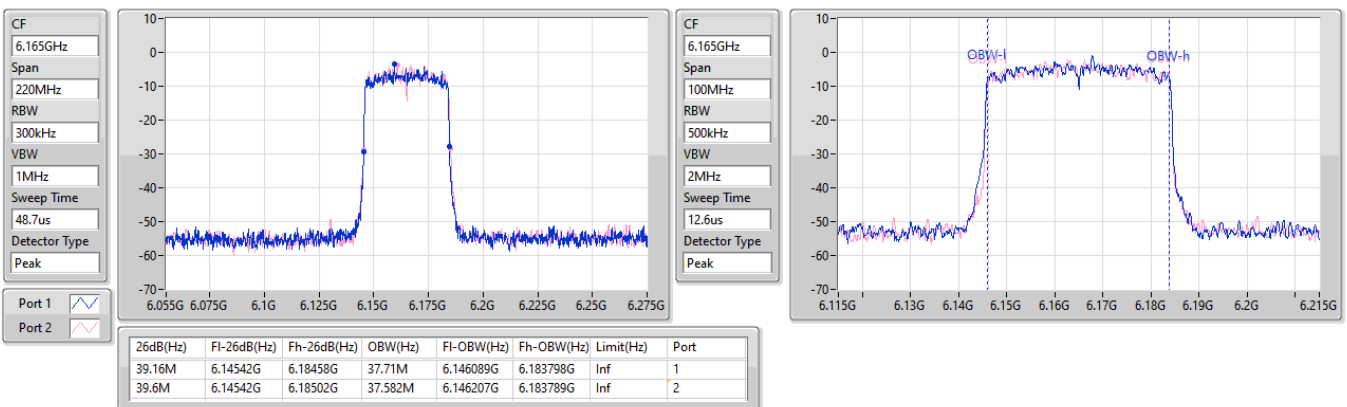 CF
6.165GHz
Span
220MHz
RBW
300kHz
VBW
1MHz
Sweep Time
48.7us
Detector Type
Peak
Port 1
Port 2
10-
0-
-10-
-20-
-30-
-40-
-50-
-60-
-70-
6.055G 6.075G 6.1G 6.125G 6.15G 6.175G 6.2G 6.225G 6.25G 6.275G
CF
6.165GHz
Span
100MHz
RBW
500kHz
VBW
2MHz
Sweep Time
12.6us
Detector Type
Peak
10-
0-
-10-
-20-
-30-
-40-
-50-
-60-
-70-
OBW-l OBW-h
6.115G 6.13G 6.14G 6.15G 6.16G 6.17G 6.18G 6.19G 6.2G 6.215G
26dB(Hz) Fl-26dB(Hz) Fh-26dB(Hz) OBW(Hz) Fl-OBW(Hz) Fh-OBW(Hz) Limit(Hz) Port
39.16M 6.14542G 6.18458G 37.71M 6.146089G 6.183798G Inf 1
39.6M 6.14542G 6.18502G 37.582M 6.146207G 6.183789G Inf 2